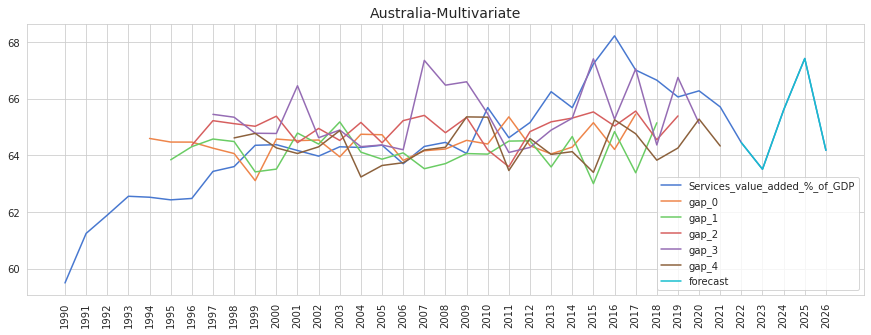 Australia-Multivariate
68
66
64
62
60
Services_value_added_%_of_GDP
gap_0
gap_1
gap_2
gap_3
gap_4
forecast
1990 1991 1992 1993 1994 1995 1996 1997 1998 1999 2000 2001 2002 2003 2004 2005 2006 2007 2008 2009 2010 2011 2012 2013 2014 2015 2016 2017 2018 2019 2020 2021 2022 2023 2024 2025 2026